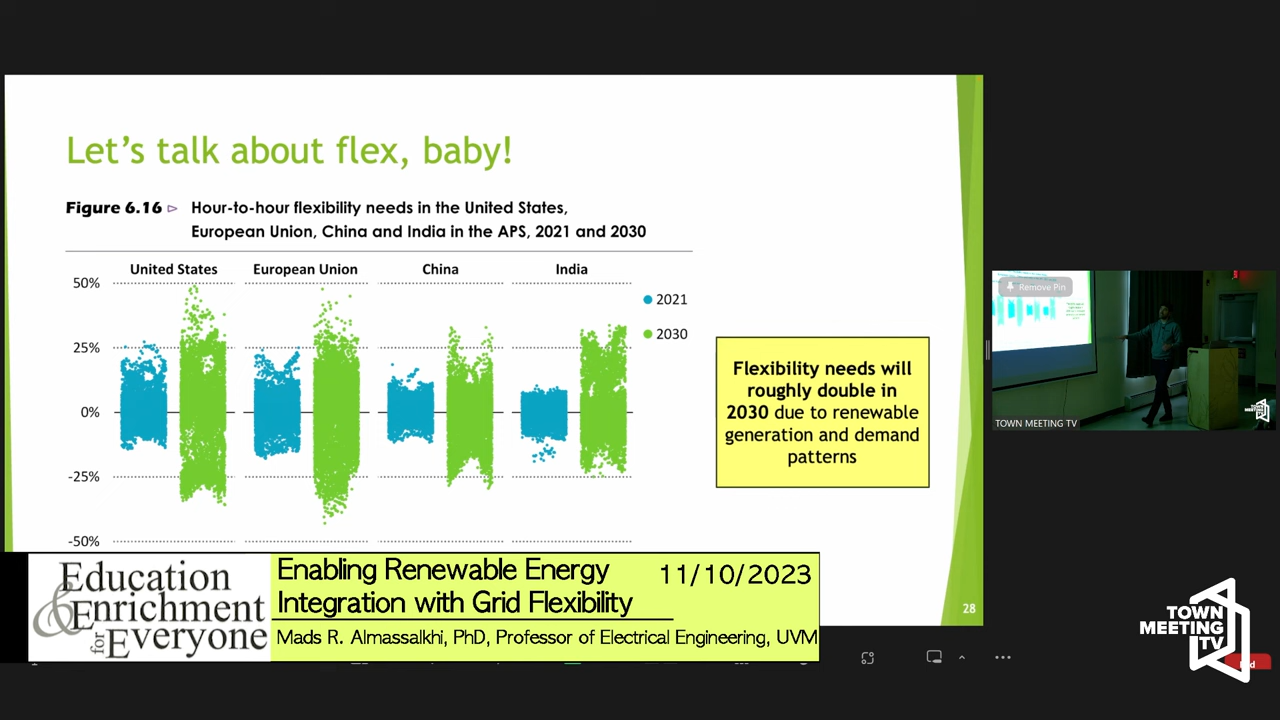 Let's talk about flex, baby!
Figure 6.16 ▷ Hour-to-hour flexibility needs in the United States,
European Union, China and India in the APS, 2021 and 2030
United States
European Union
China
India
50%
25%
0%
-25%
-50%
2021
2030
Flexibility needs will
roughly double in
2030 due to renewable
generation and demand
patterns
28
Remove Pin
TOWN MEETING TV
TOWN
MEETING
TV
Education
& Enrichment
for Everyone
Enabling Renewable Energy
Integration with Grid Flexibility
11/10/2023
Mads R. Almassalkhi, PhD, Professor of Electrical Engineering, UVM
TOWN
MEETING
TV